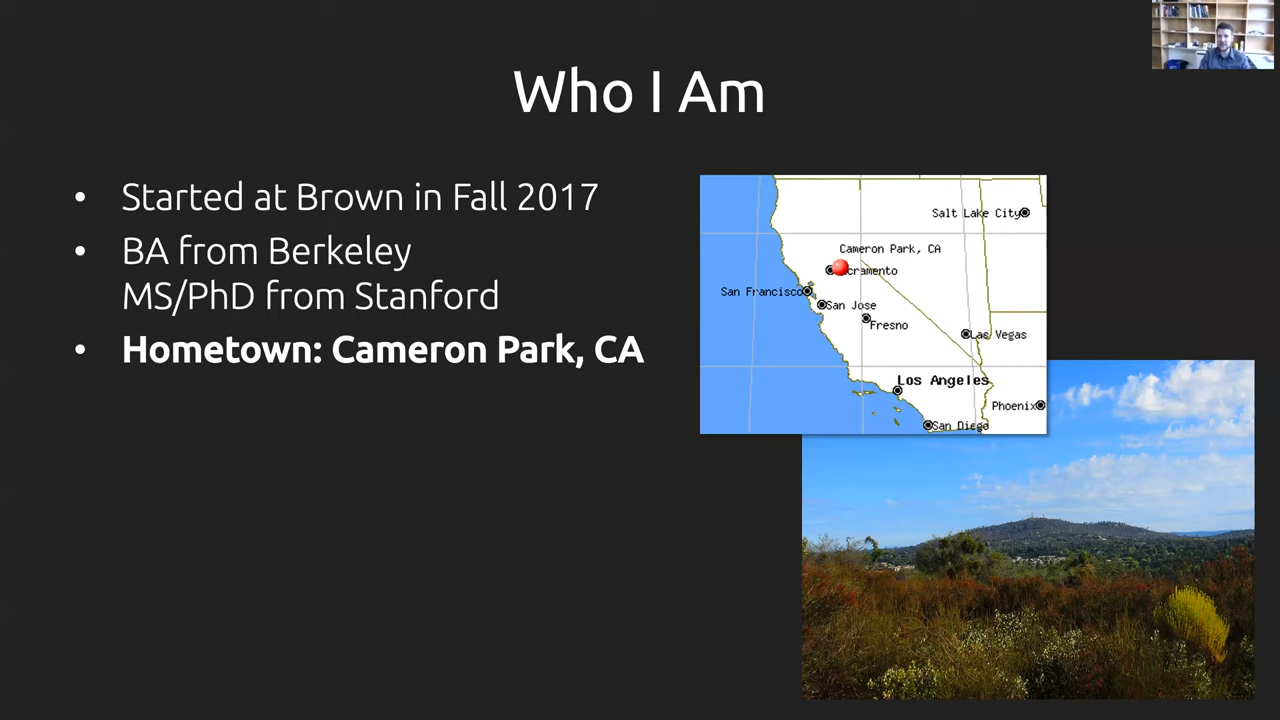 Who I Am
• Started at Brown in Fall 2017
• BA from Berkeley
MS/PhD from Stanford
• Hometown: Cameron Park, CA
Salt Lake City
Cameron Park, CA
cramento
San Francisco
San Jose
Fresno
Las Vegas
Los Angeles
Phoenix
San Diego